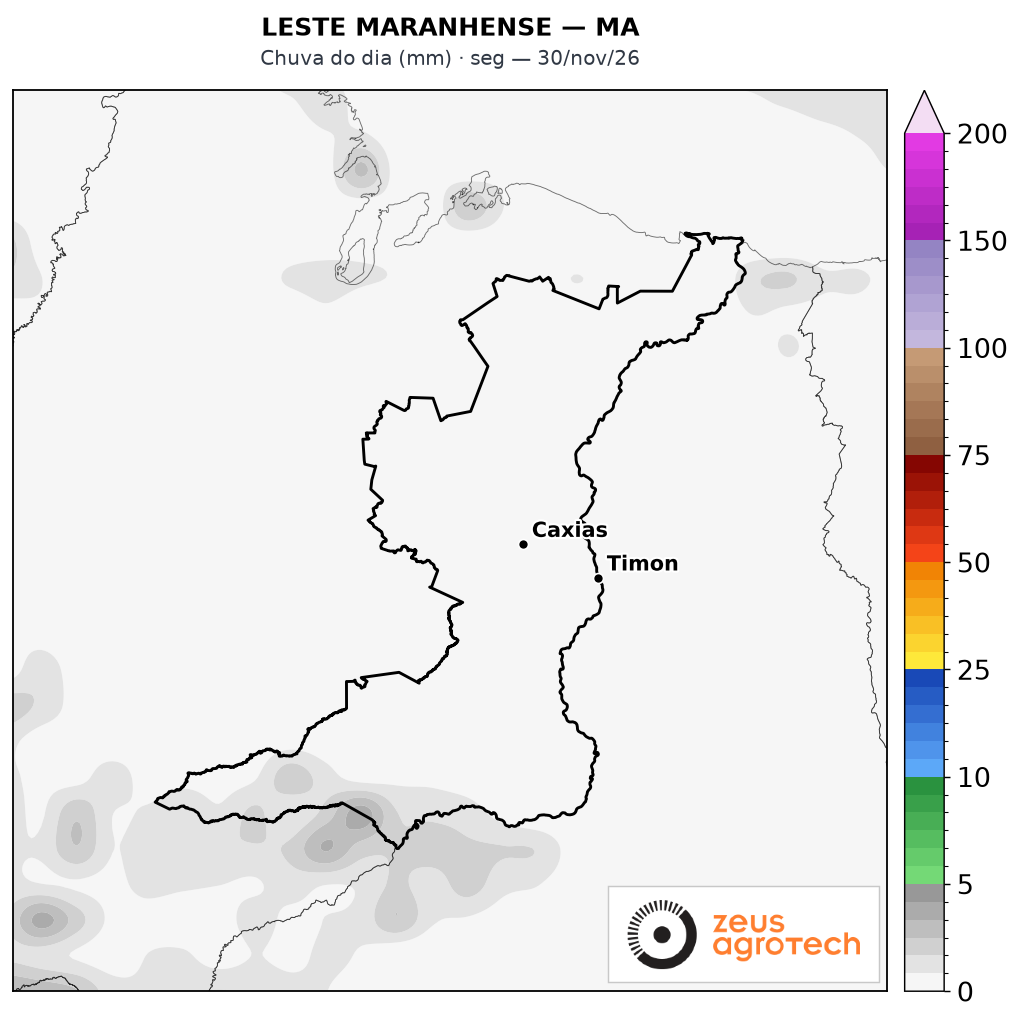 LESTE MARANHENSE — MA
Chuva do dia (mm) · seg — 30/nov/26
200
150
100
75
50
25
10
5
0
Caxias
Timon
zeus
agrotech